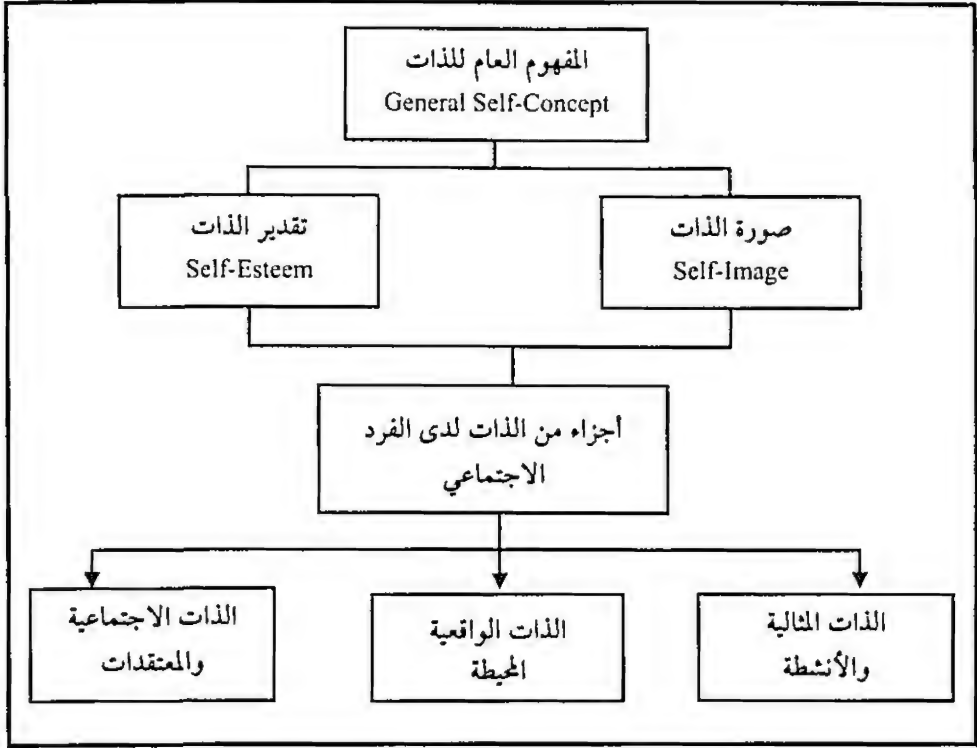 المفهوم العام للذات
General Self-Concept
صورة الذات
Self-Image
تقدير الذات
Self-Esteem
أجزاء من الذات لدى الفرد
الاجتماعي
الذات المثالية
والأنشطة
الذات الواقعية
المحيطة
الذات الاجتماعية
والمعتقدات